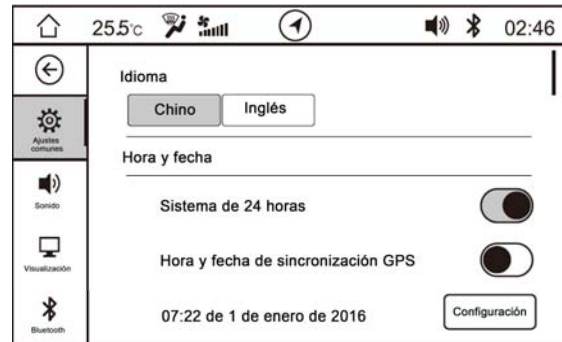 25.5°c
02:46
Idioma
Chino
Inglés
Ajustes
comunes
Hora y fecha
Sonido
Sistema de 24 horas
Visualización
Hora y fecha de sincronización GPS
Bluetooth
07:22 de 1 de enero de 2016
Configuración